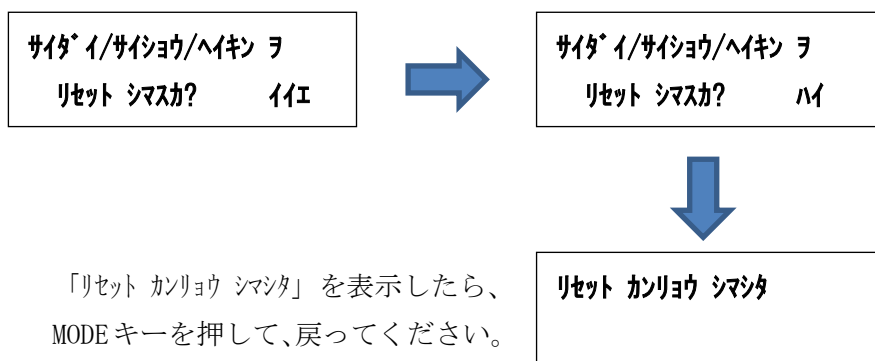 サイダイ/サイショウ/ヘイキン ヲ
リセット シマスカ? イイエ
サイダイ/サイショウ/ヘイキン ヲ
リセット シマスカ? ハイ
「リセット カンリョウ シマシタ」を表示したら、
MODEキーを押して、戻ってください。
リセット カンリョウ シマシタ